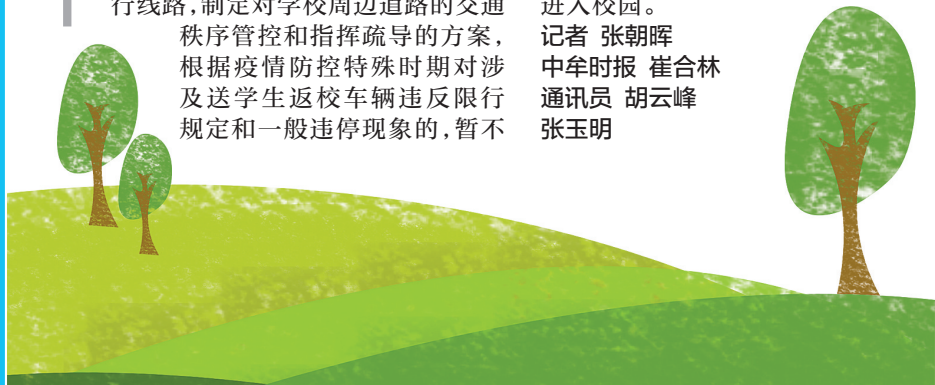 行线路,制定对学校周边道路的交通
秩序管控和指挥疏导的方案,
根据疫情防控特殊时期对涉
及送学生返校车辆违反限行
规定和一般违停现象的,暂不
进入校园。
记者 张朝晖
中牟时报 崔合林
通讯员 胡云峰
张玉明